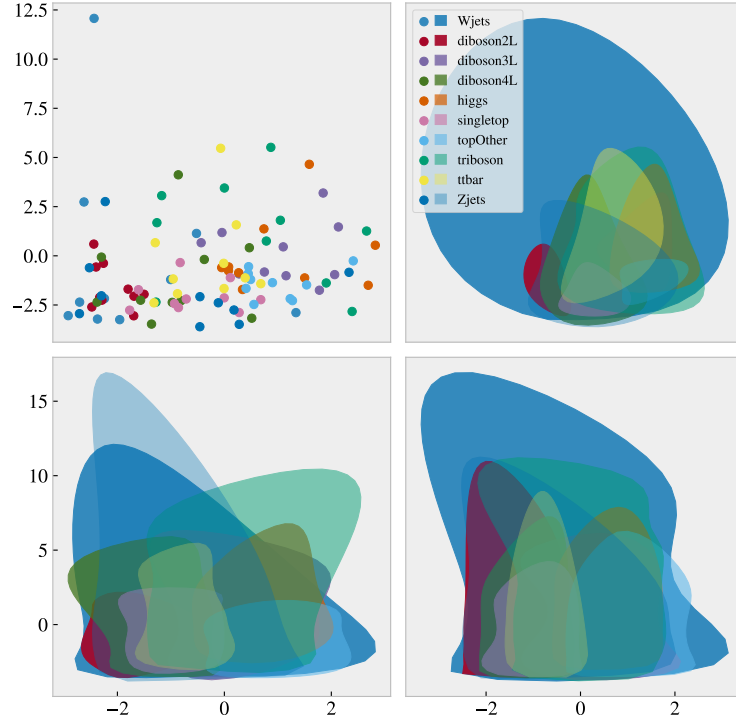 12.5
10.0
7.5
5.0
2.5
0.0
−2.5
Wjets
diboson2L
diboson3L
diboson4L
higgs
singletop
topOther
triboson
ttbar
Zjets
15
10
5
0
−2 0 2
−2 0 2